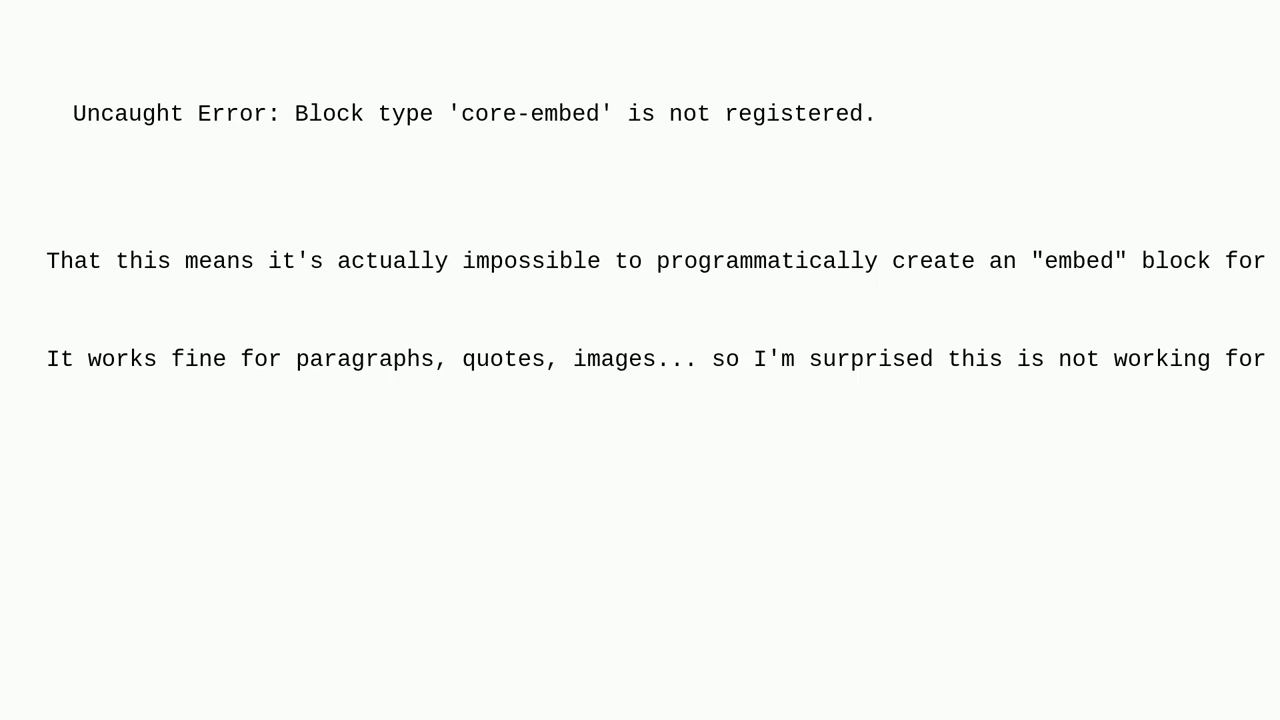 Uncaught Error: Block type 'core-embed' is not registered.
That this means it's actually impossible to programmatically create an "embed" block for
It works fine for paragraphs, quotes, images... so I'm surprised this is not working for